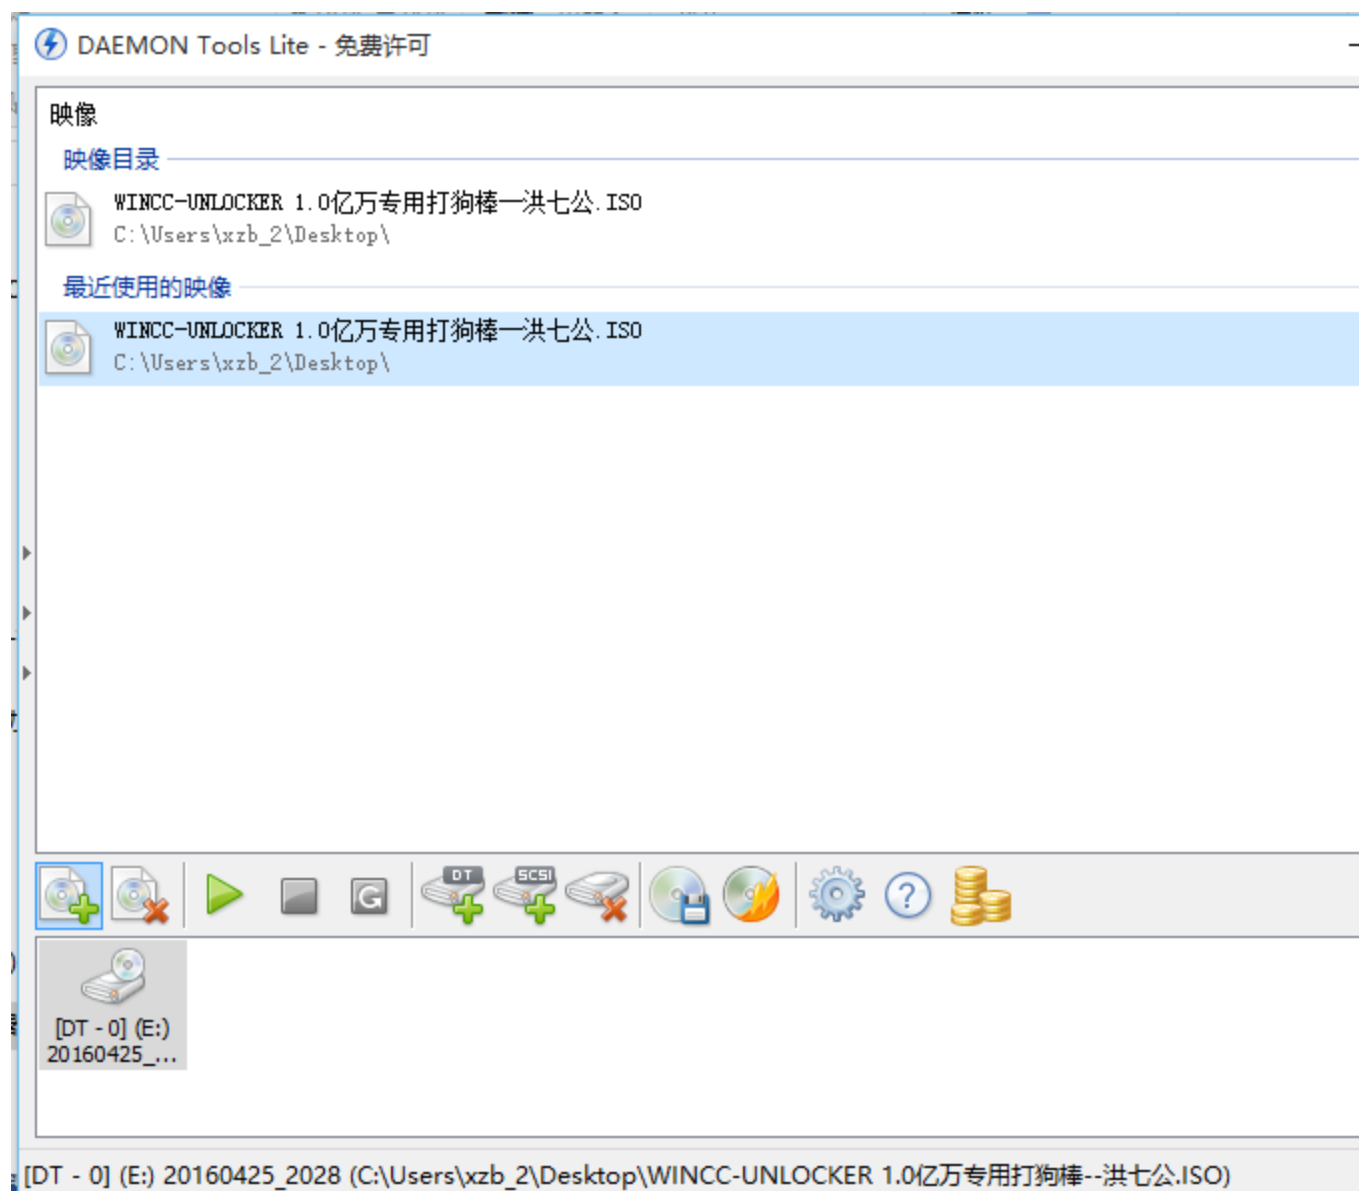 DAEMON Tools Lite - 免费许可
映像
映像目录
WINCC-UNLOCKER 1.0亿万专用打狗棒—洪七公.ISO
C:\Users\xzb_2\Desktop\
最近使用的映像
WINCC-UNLOCKER 1.0亿万专用打狗棒—洪七公.ISO
C:\Users\xzb_2\Desktop\
DT
SCSI
G
?
[DT - 0] (E:)
20160425_...
[DT - 0] (E:) 20160425_2028 (C:\Users\xzb_2\Desktop\WINCC-UNLOCKER 1.0亿万专用打狗棒--洪七公.ISO)